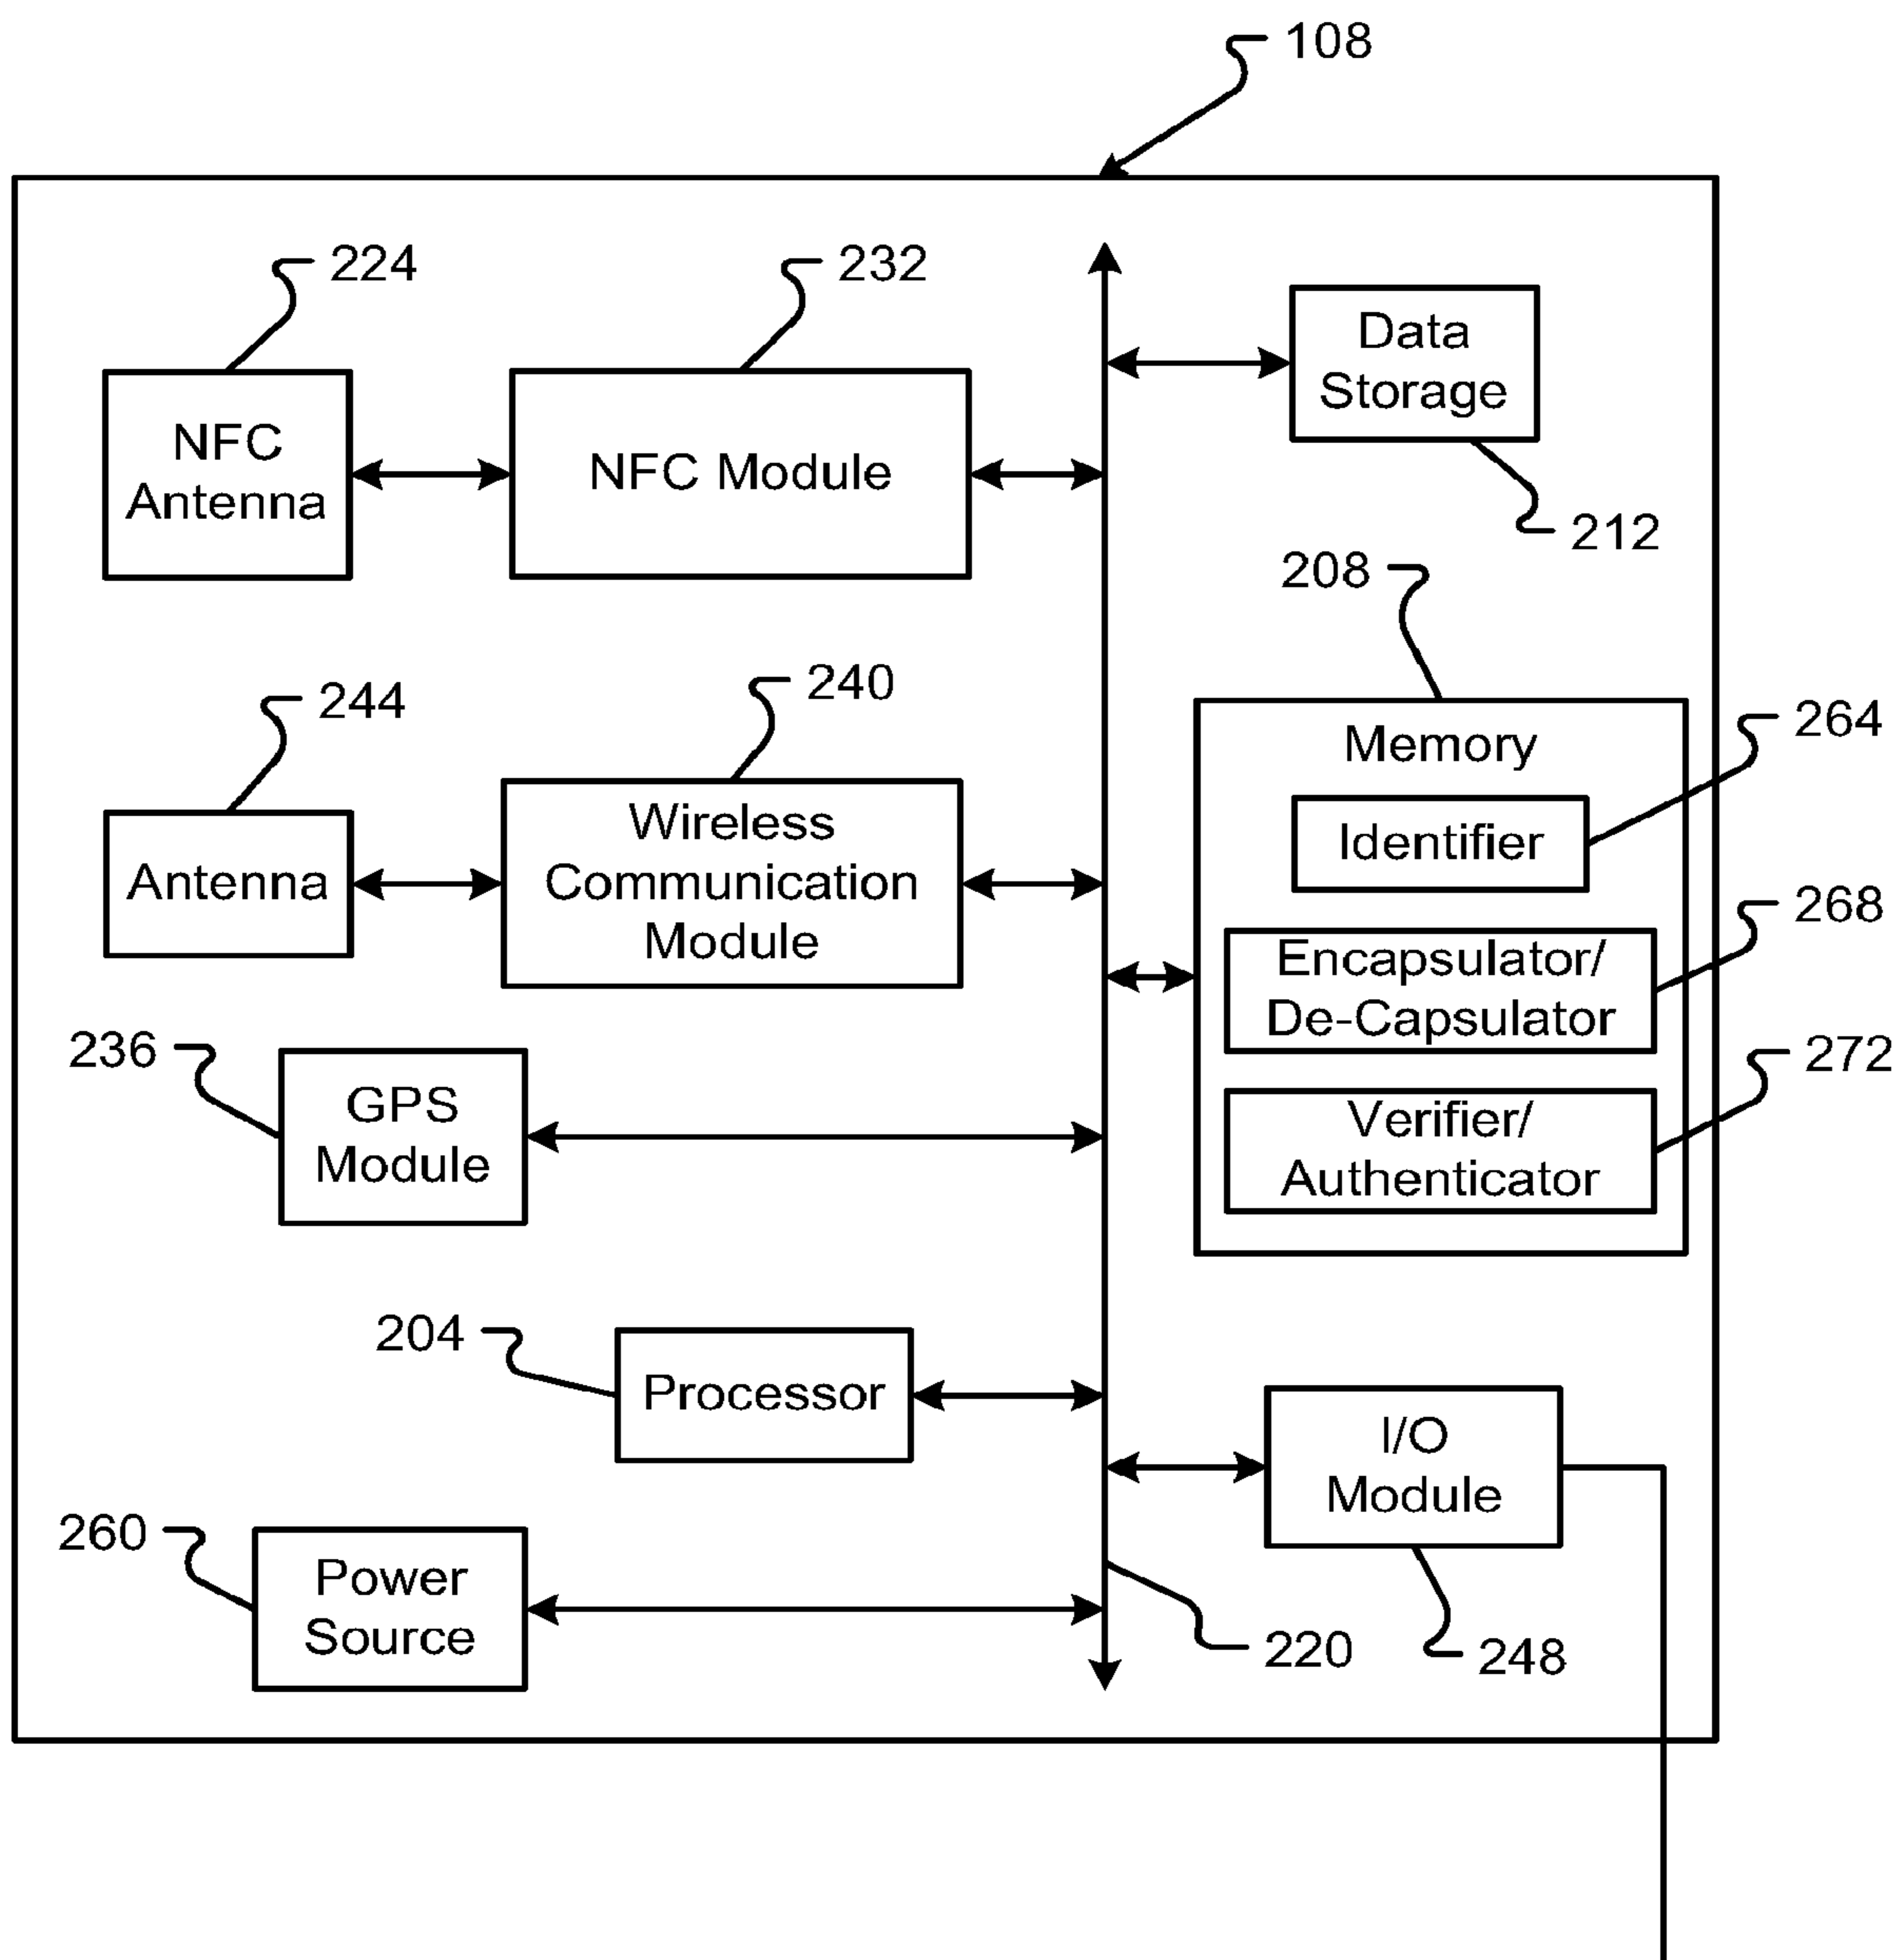 108
224
232
NFC
Antenna
NFC Module
Data
Storage
212
208
244
240
Antenna
Wireless
Communication
Module
Memory
264
Identifier
268
Encapsulator/
De-Capsulator
272
Verifier/
Authenticator
236
GPS
Module
204
Processor
I/O
Module
260
Power
Source
220
248